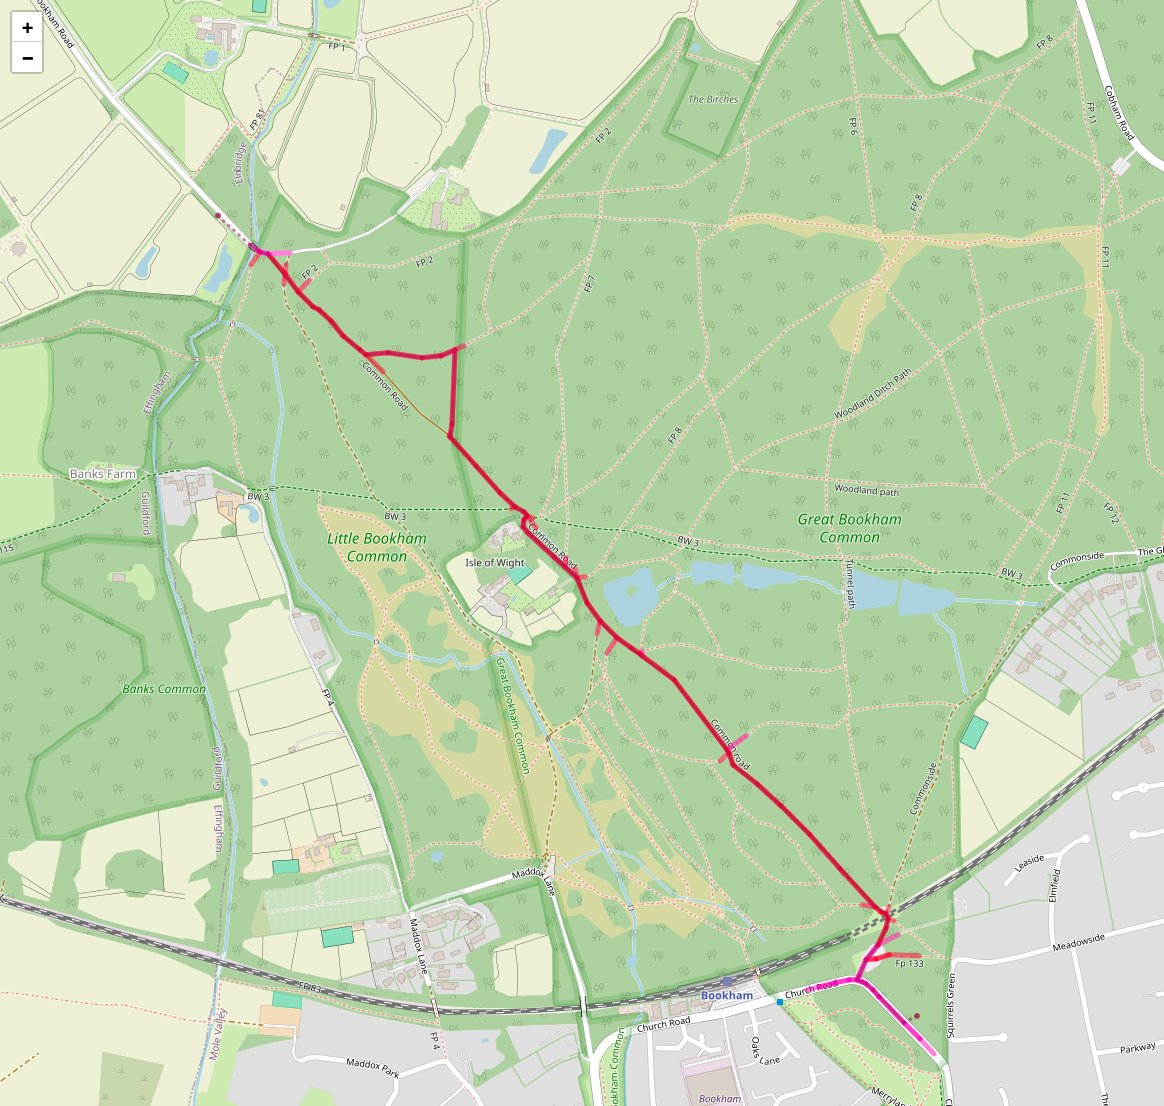 +
−
ookham Road
FP 1
FP 81
Elmbridge
The Birches
FP 2
FP 6
FP 8
FP 8
FP 11
Cobham Road
FP 2
FP 2
FP 7
FP 11
Common Road
Effingham
Woodland Ditch Path
FP 8
Banks Farm
BW 3
Guildford
BW 3
Woodland path
FP 11
FP 12
Great Bookham
Common
Little Bookham
Common
115
Common Road
BW 3
Isle of Wight
Tunnel path
Commonside
BW 3
Banks Common
FP 4
Great Bookham Common
Common road
Guildford
Effingham
Commonside
Maddox Lane
Leaside
Elmfield
Maddox Lane
Meadowside
Fp 133
FP 83
Bookham
Church Road
Church Road
Squirrels Green
Mole Valley
FP 4
Maddox Park
Oaks
Lane
Parkway
ookham Common
Bookham